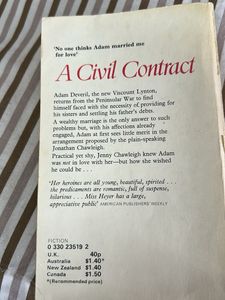 'No one thinks Adam married me
for love'
A Civil Contract
Adam Deveril, the new Viscount Lynton,
returns from the Peninsular War to find
himself faced with the necessity of providing for
his sisters and settling his father's debts.
A wealthy marriage is the only answer to such
problems but, with his affections already
engaged, Adam at first sees little merit in the
arrangement proposed by the plain-speaking
Jonathan Chawleigh.
Practical yet shy, Jenny Chawleigh knew Adam
was not in love with her—but how she wished
he could be . . .
'Her heroines are all young, beautiful, spirited . . .
the predicaments are romantic, full of suspense,
hilarious . . . Miss Heyer has a large,
appreciative public' AMERICAN PUBLISHERS' WEEKLY
FICTION
0 330 23519 2
U.K. 40p
Australia $1.40*
New Zealand $1.40
Canada $1.50
*(Recommended price)